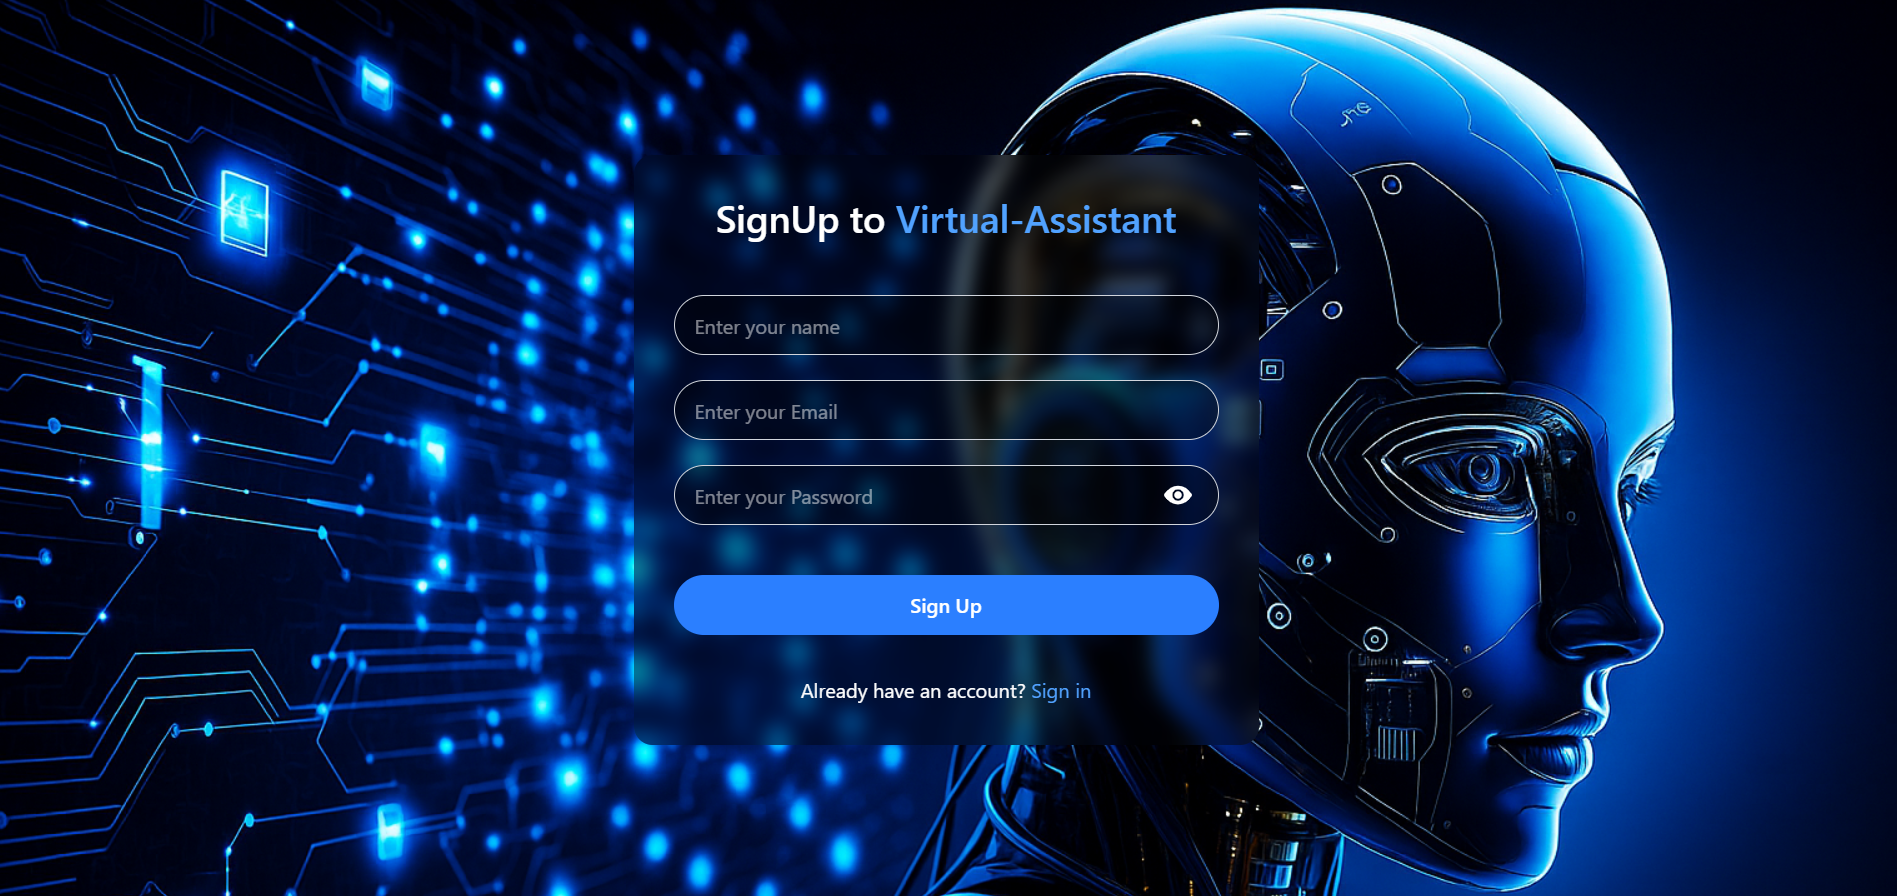 SignUp to Virtual-Assistant
Enter your name
Enter your Email
Enter your Password
Sign Up
Already have an account? Sign in